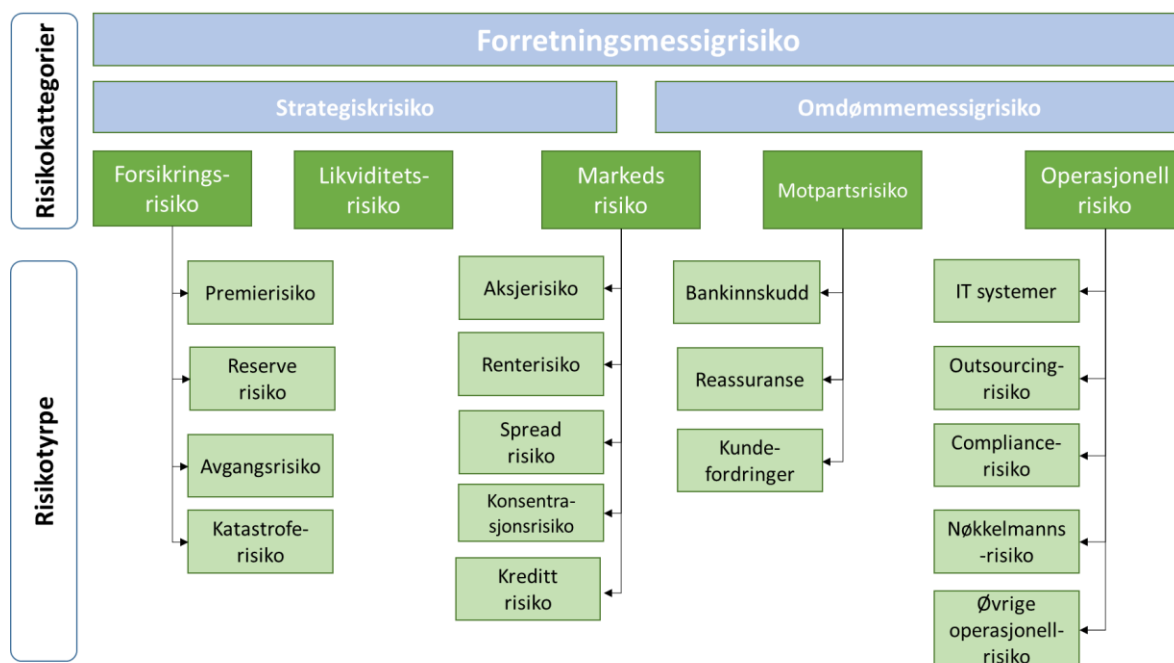 Risikokattegorier
Forretningsmessigrisiko
Strategiskrisiko
Omdømmemessigrisiko
Forsikrings-
risiko
Likviditets-
risiko
Markeds
risiko
Motpartsrisiko
Operasjonell
risiko
Risikotyrpe
Premierisiko
Reserve
risiko
Avgangsrisiko
Katastrofe-
risiko
Aksjerisiko
Renterisiko
Spread
risiko
Konsentra-
sjonsrisiko
Kreditt
risiko
Bankinnskudd
Reassuranse
Kunde-
fordringer
IT systemer
Outsourcing-
risiko
Compliance-
risiko
Nøkkelmanns
-risiko
Øvrige
operasjonell-
risiko